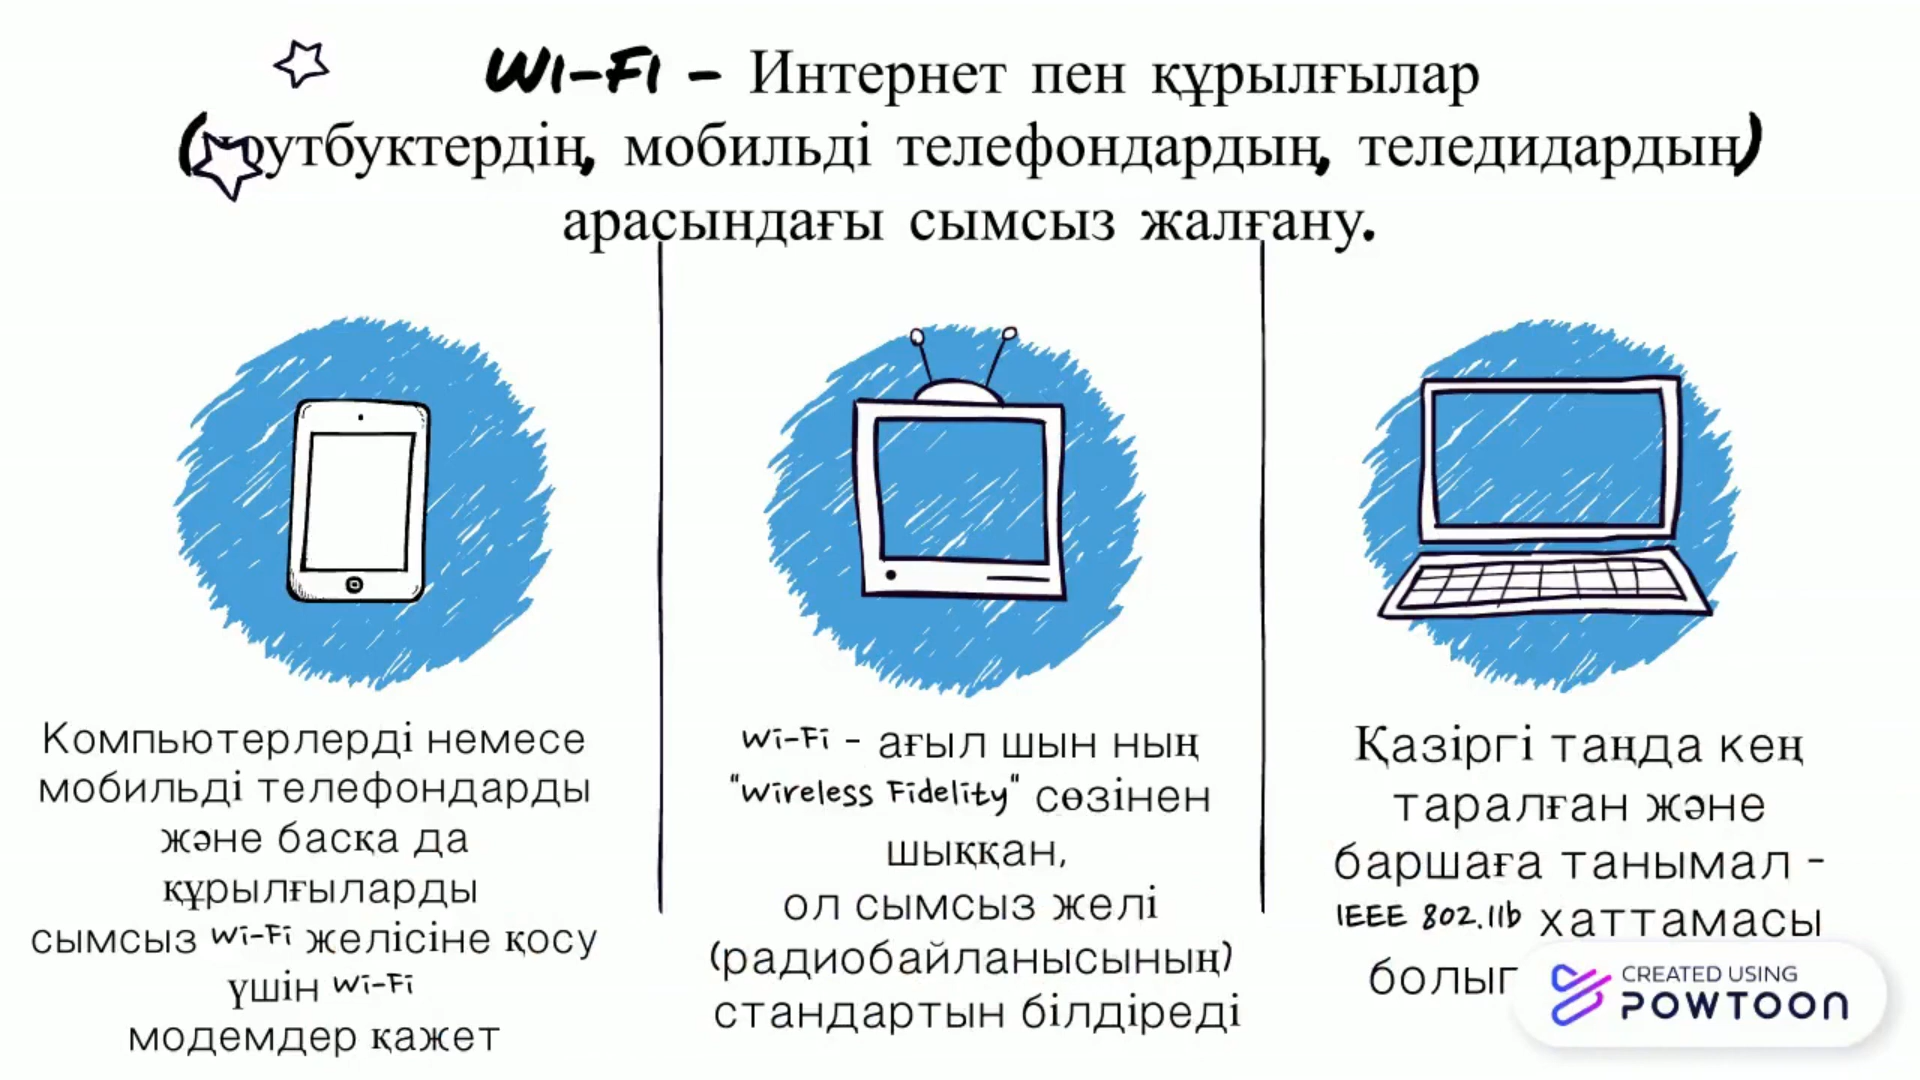 Wi-Fi - Интернет пен құрылғылар
(ноутбуктердің, мобильді телефондардың, теледидардың)
арасындағы сымсыз жалғану.
Компьютерлерді немесе
мобильді телефондарды
және басқа да
құрылғыларды
сымсыз Wi-Fi желісіне қосу
үшін Wi-Fi
модемдер қажет
Wi-Fi - ағыл шын ның
"Wireless Fidelity" сөзінен
шыққан,
ол сымсыз желі
(радиобайланысының)
стандартын білдіреді
Қазіргі таңда кең
таралған және
баршаға танымал -
IEEE 802.11b хаттамасы
CREATED USING
POWTOON